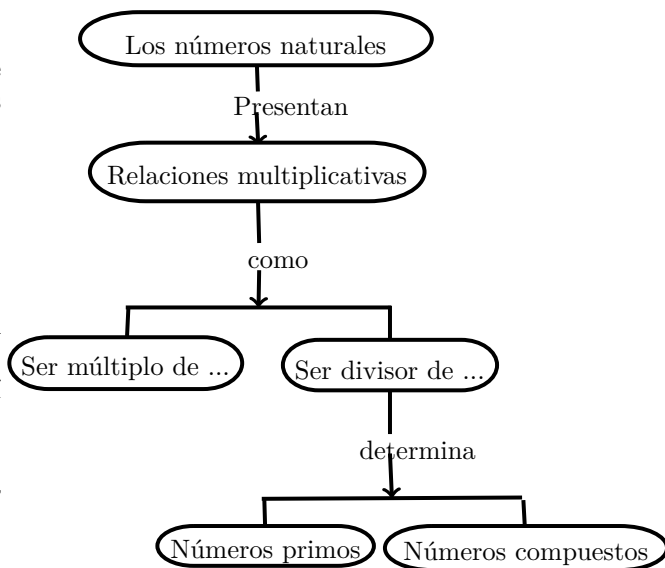 Los números naturales
Presentan
Relaciones multiplicativas
como
Ser múltiplo de ...
Ser divisor de ...
determina
Números primos
Números compuestos